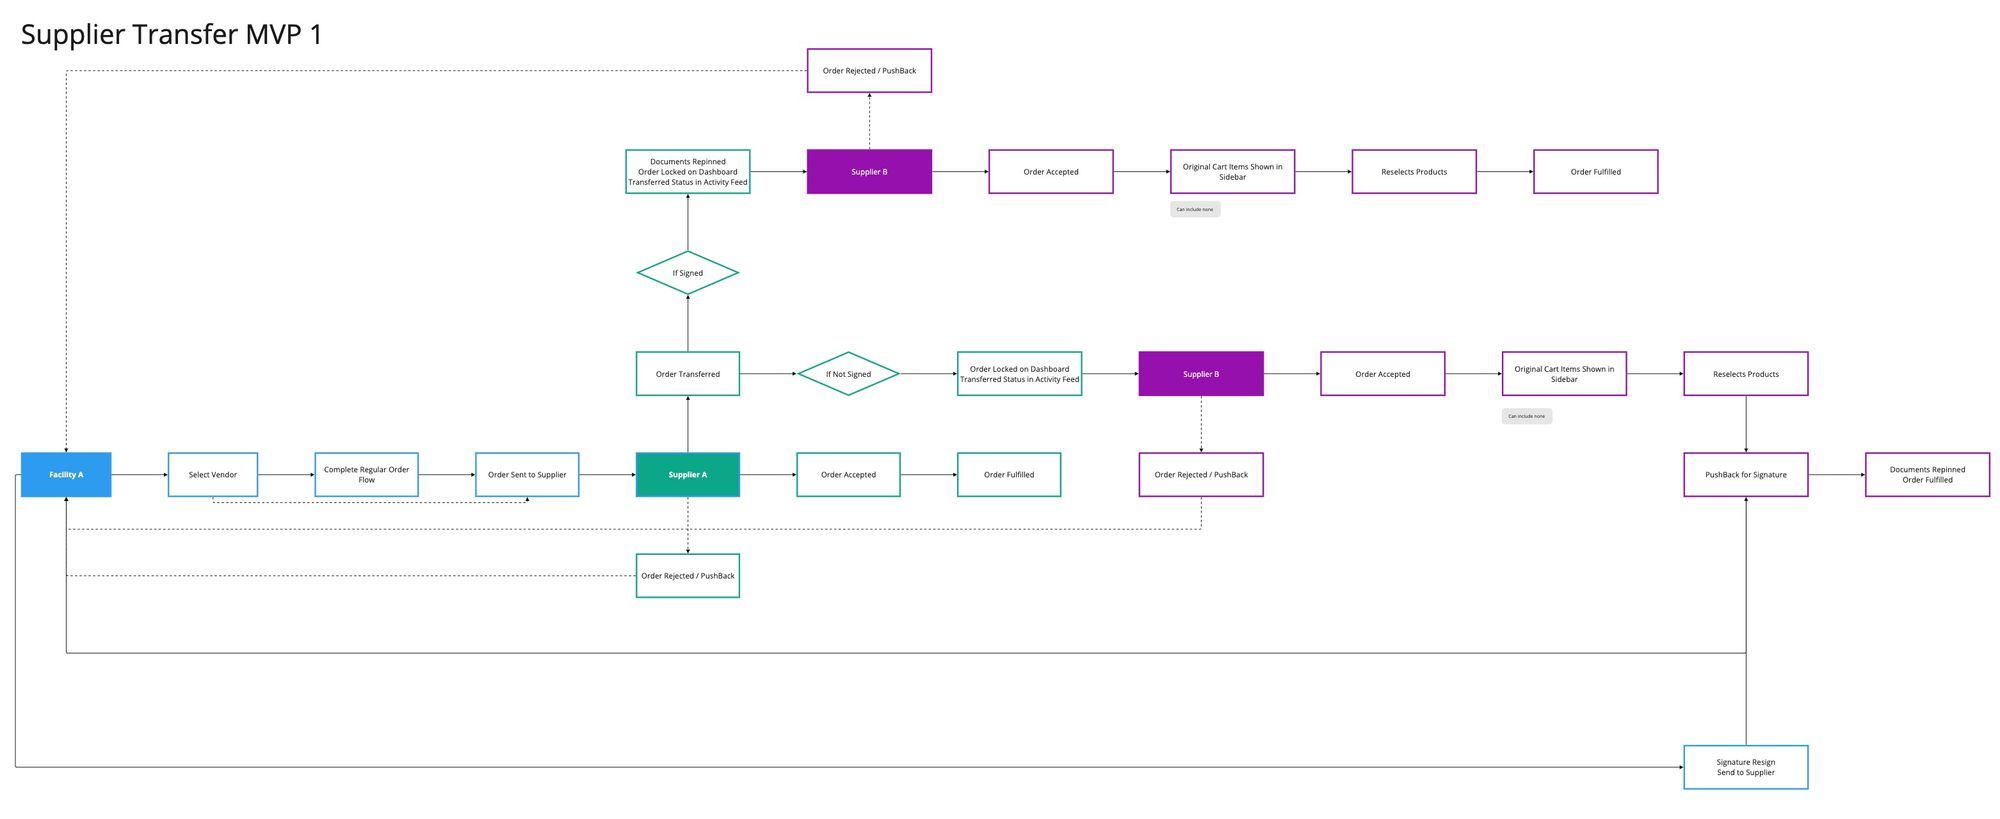 Supplier Transfer MVP 1
Order Rejected / PushBack
Documents Repinned
Order Locked on Dashboard
Transferred Status in Activity Feed
Supplier B
Order Accepted
Original Cart Items Shown in
Sidebar
Reselects Products
Order Fulfilled
Can include none
If Signed
Order Transferred
If Not Signed
Order Locked on Dashboard
Transferred Status in Activity Feed
Supplier B
Order Accepted
Original Cart Items Shown in
Sidebar
Reselects Products
Can include none
Facility A
Select Vendor
Complete Regular Order
Flow
Order Sent to Supplier
Supplier A
Order Accepted
Order Fulfilled
Order Rejected / PushBack
PushBack for Signature
Documents Repinned
Order Fulfilled
Order Rejected / PushBack
Signature Resign
Send to Supplier